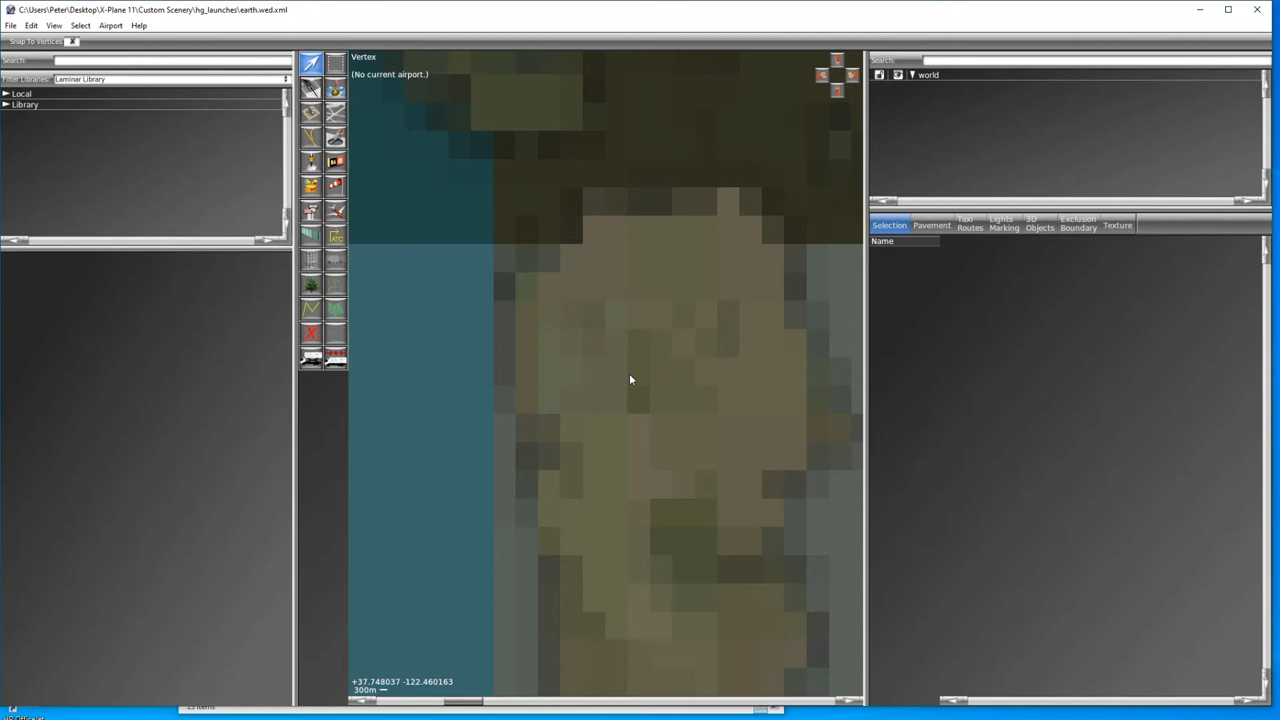 C:\Users\Peter\Desktop\X-Plane 11\Custom Scenery\hg_launches\earth.wed.xml
File Edit View Select Airport Help
Snap To Vertices
Search:
Filter Libraries: Laminar Library
Local
Library
Vertex
(No current airport.)
ATC
+37.748037 -122.460163
300m
Search:
world
Selection Pavement Taxi Routes Lights Marking 3D Objects Exclusion Boundary Texture
Name